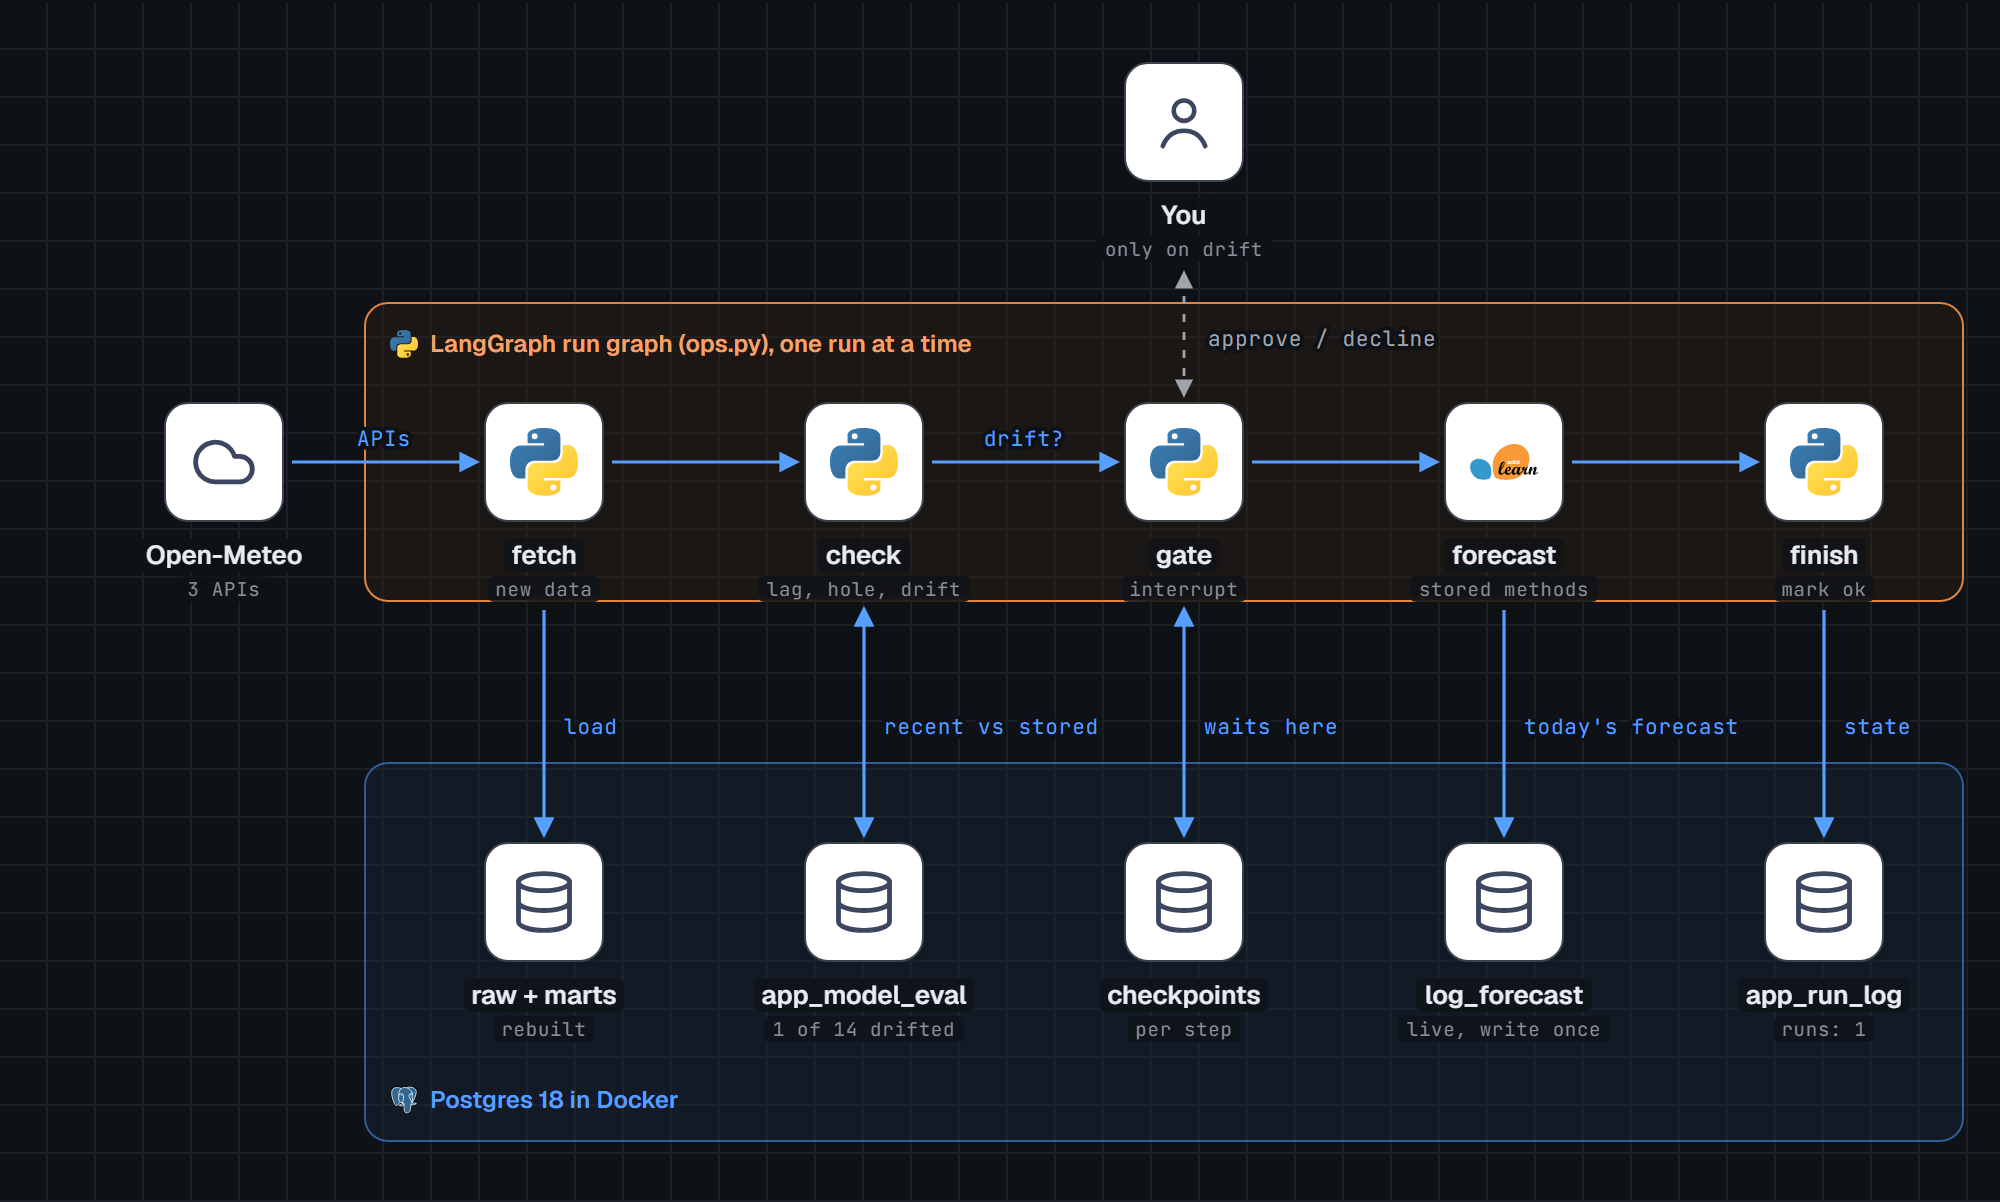 You
only on drift
LangGraph run graph (ops.py), one run at a time
approve / decline
APIs
drift?
learn
Open-Meteo
3 APIs
fetch
new data
check
lag, hole, drift
gate
interrupt
forecast
stored methods
finish
mark ok
load
recent vs stored
waits here
today's forecast
state
raw + marts
rebuilt
app_model_eval
1 of 14 drifted
checkpoints
per step
log_forecast
live, write once
app_run_log
runs: 1
Postgres 18 in Docker